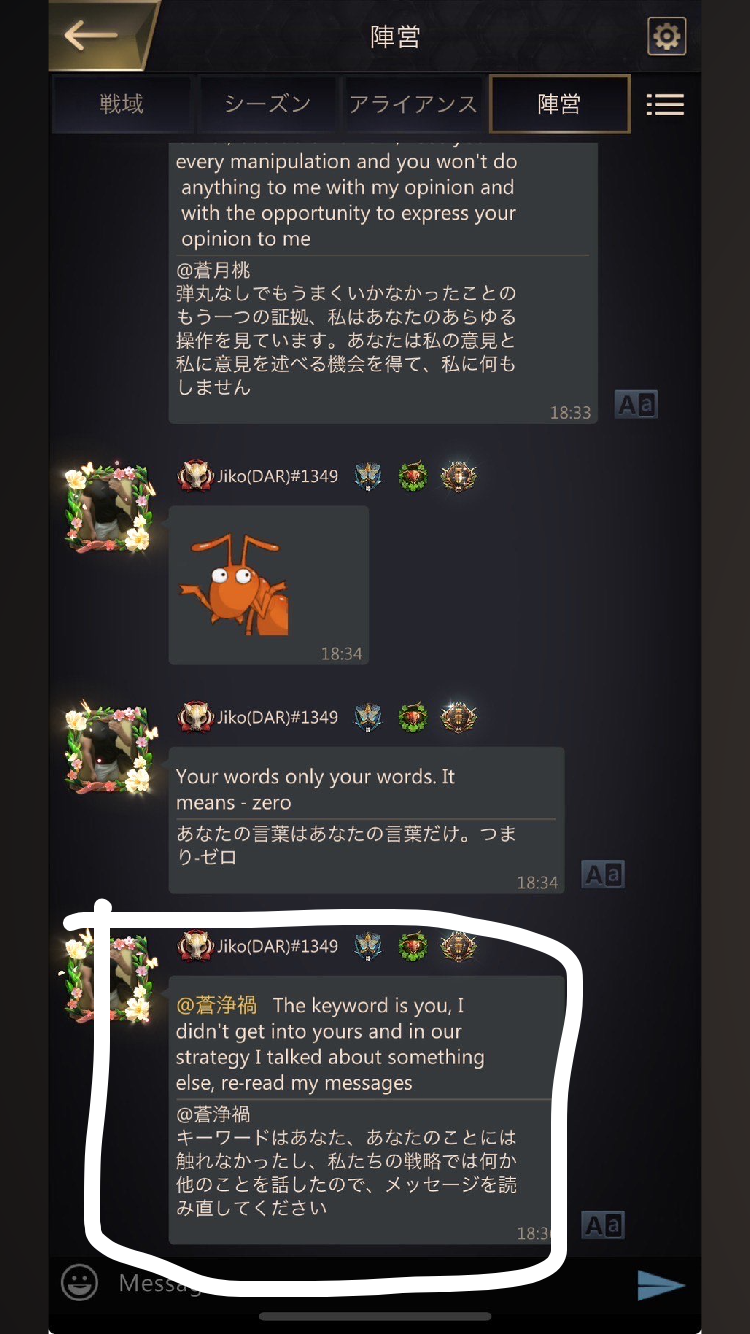 陣営
戦域
シーズン
アライアンス
陣営
every manipulation and you won't do
anything to me with my opinion and
with the opportunity to express your
opinion to me
@蒼月桃
弾丸なしでもうまくいかなかったことの
もう一つの証拠、私はあなたのあらゆる
操作を見ています。あなたは私の意見と
私に意見を述べる機会を得て、私に何も
しません
18:33
Aa
Jiko(DAR)#1349
18:34
Jiko(DAR)#1349
Your words only your words. It
means - zero
あなたの言葉はあなたの言葉だけ。つま
り-ゼロ
18:34
Aa
Jiko(DAR)#1349
@蒼浄禍 The keyword is you, I
didn't get into yours and in our
strategy I talked about something
else, re-read my messages
@蒼浄禍
キーワードはあなた、あなたのことには
触れなかったし、私たちの戦略では何か
他のことを話したので、メッセージを読
み直してください
Aa